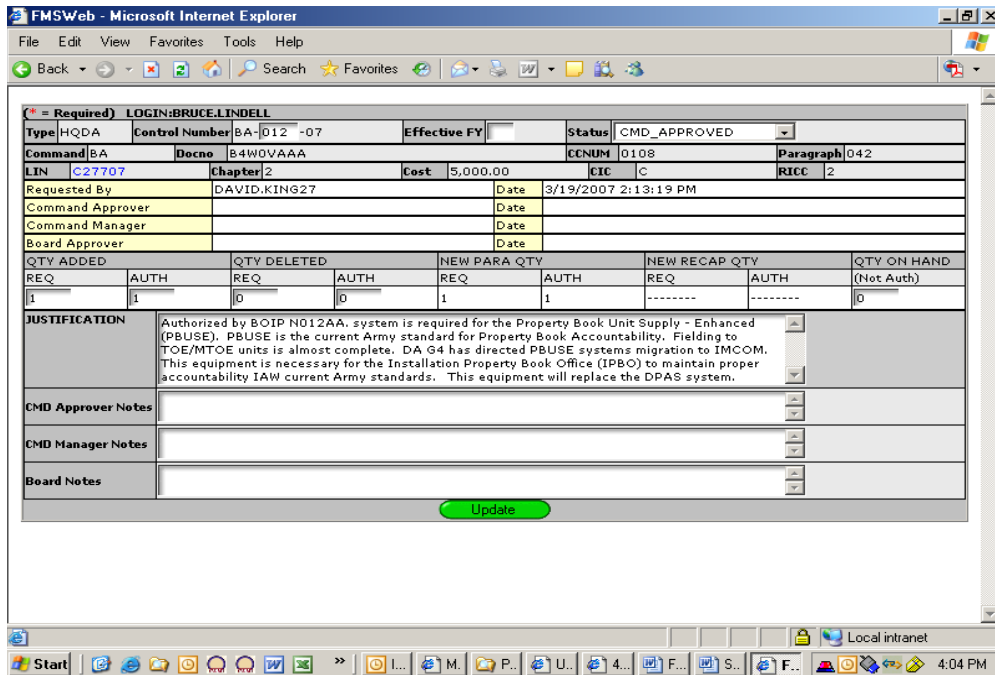 FMSWeb - Microsoft Internet Explorer
File Edit View Favorites Tools Help
Back Search Favorites
(* = Required) LOGIN:BRUCE.LINDELL
Type HQDA Control Number BA- 012 -07 Effective FY Status CMD_APPROVED
Command BA Docno B4W0VAAA CCNUM 0108 Paragraph 042
LIN C27707 Chapter 2 Cost 5,000.00 CIC C RICC 2
Requested By DAVID.KING27 Date 3/19/2007 2:13:19 PM
Command Approver Date
Command Manager Date
Board Approver Date
QTY ADDED QTY DELETED NEW PARA QTY NEW RECAP QTY QTY ON HAND
REQ AUTH REQ AUTH REQ AUTH REQ AUTH (Not Auth)
1 1 0 0 1 1 -------- -------- 0
JUSTIFICATION
Authorized by BOIP N012AA. system is required for the Property Book Unit Supply - Enhanced
(PBUSE). PBUSE is the current Army standard for Property Book Accountability. Fielding to
TOE/MTOE units is almost complete. DA G4 has directed PBUSE systems migration to IMCOM.
This equipment is necessary for the Installation Property Book Office (IPBO) to maintain proper
accountability IAW current Army standards. This equipment will replace the DPAS system.
CMD Approver Notes
CMD Manager Notes
Board Notes
Update
Local intranet
Start » I... M. P.. U.. 4... F... S.. F.. 4:04 PM